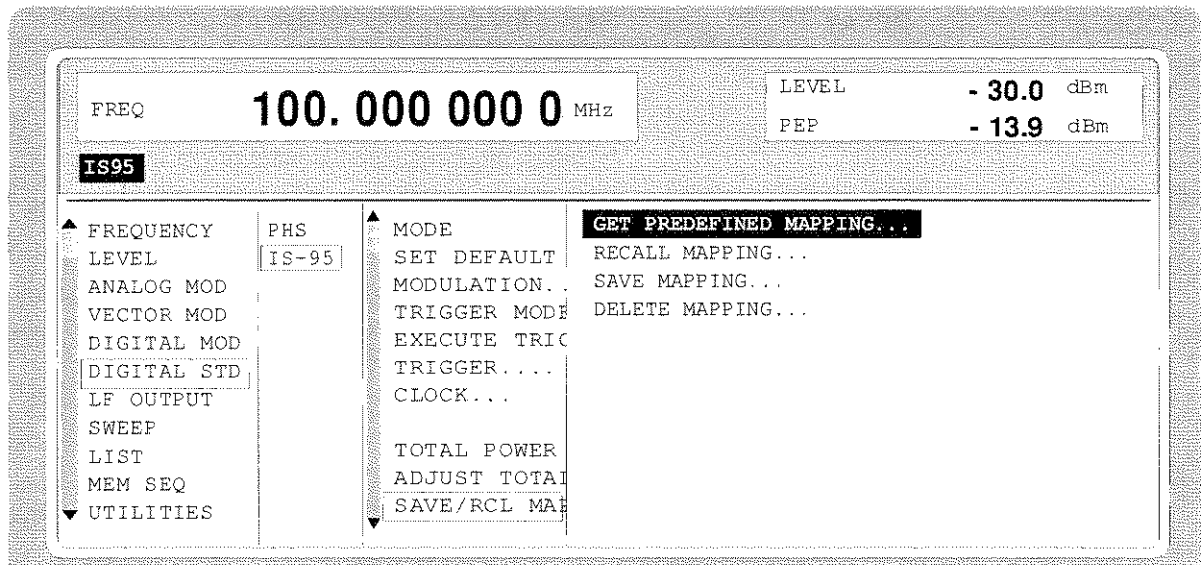 FREQ 100. 000 000 0 MHz
LEVEL - 30.0 dBm
PEP - 13.9 dBm
IS95
FREQUENCY
LEVEL
ANALOG MOD
VECTOR MOD
DIGITAL MOD
DIGITAL STD
LF OUTPUT
SWEEP
LIST
MEM SEQ
UTILITIES
PHS
IS-95
MODE
SET DEFAULT
MODULATION..
TRIGGER MODE
EXECUTE TRIG
TRIGGER....
CLOCK...
TOTAL POWER
ADJUST TOTAL
SAVE/RCL MAP
GET PREDEFINED MAPPING...
RECALL MAPPING...
SAVE MAPPING...
DELETE MAPPING...